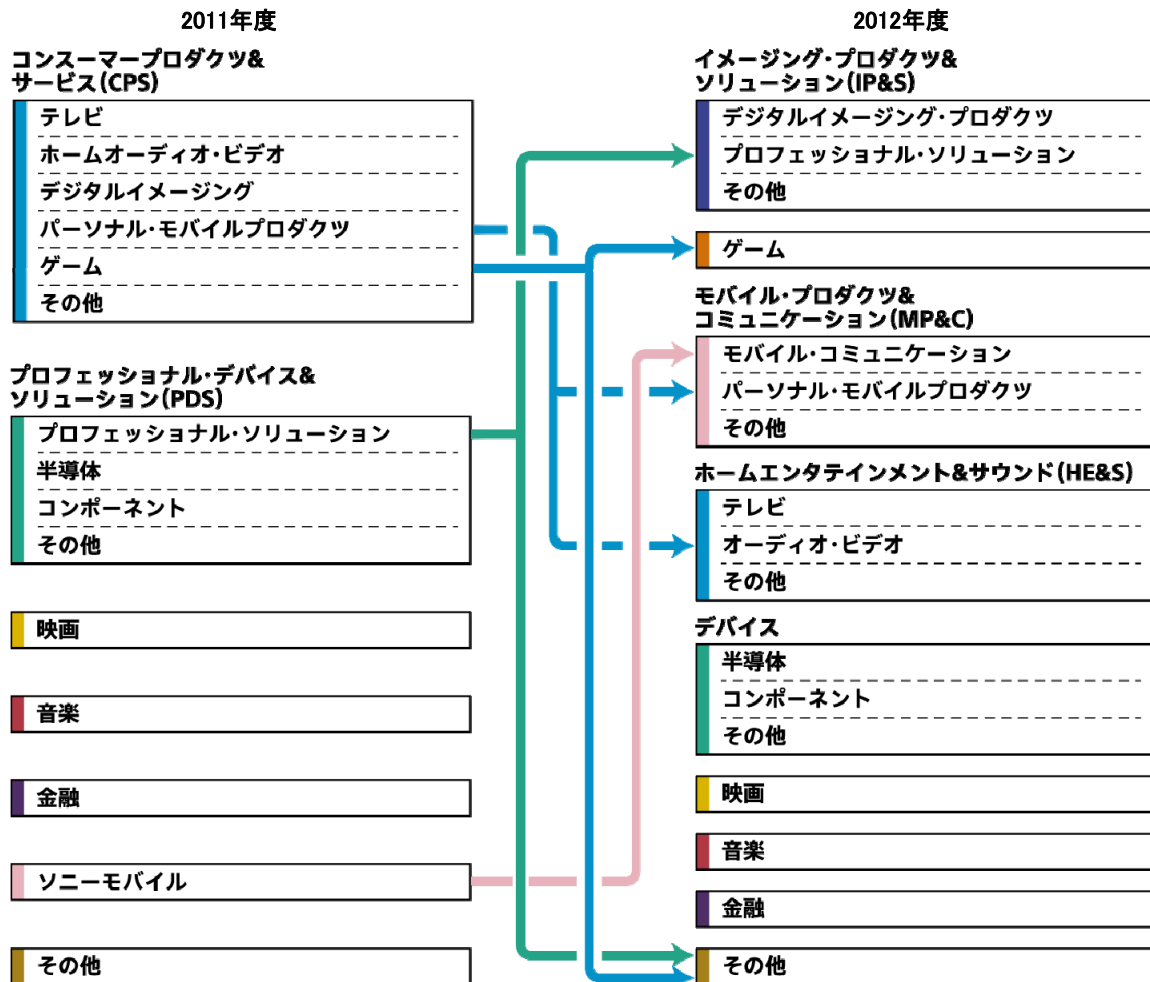 2011年度
コンスーマープロダクツ&
サービス(CPS)
テレビ
ホームオーディオ・ビデオ
デジタルイメージング
パーソナル・モバイルプロダクツ
ゲーム
その他
プロフェッショナル・デバイス&
ソリューション(PDS)
プロフェッショナル・ソリューション
半導体
コンポーネント
その他
映画
音楽
金融
ソニーモバイル
その他
2012年度
イメージング・プロダクツ&
ソリューション(IP&S)
デジタルイメージング・プロダクツ
プロフェッショナル・ソリューション
その他
ゲーム
モバイル・プロダクツ&
コミュニケーション(MP&C)
モバイル・コミュニケーション
パーソナル・モバイルプロダクツ
その他
ホームエンタテインメント&サウンド(HE&S)
テレビ
オーディオ・ビデオ
その他
デバイス
半導体
コンポーネント
その他
映画
音楽
金融
その他